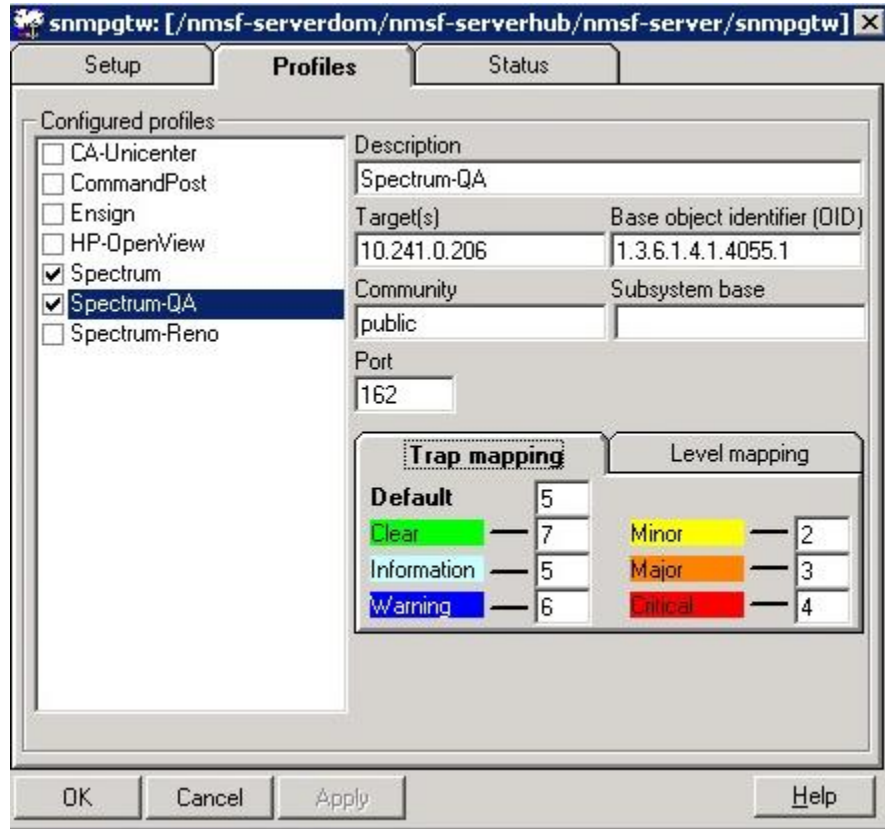 snmpgtw: [/nmsf-serverdom/nmsf-serverhub/nmsf-server/snmpgtw]
Setup Profiles Status
Configured profiles
CA-Unicenter
CommandPost
Ensign
HP-OpenView
Spectrum
Spectrum-QA
Spectrum-Reno
Description
Spectrum-QA
Target(s) Base object identifier (OID)
10.241.0.206 1.3.6.1.4.1.4055.1
Community Subsystem base
public
Port
162
Trap mapping Level mapping
Default 5
Clear 7 Minor 2
Information 5 Major 3
Warning 6 Critical 4
OK Cancel Apply Help